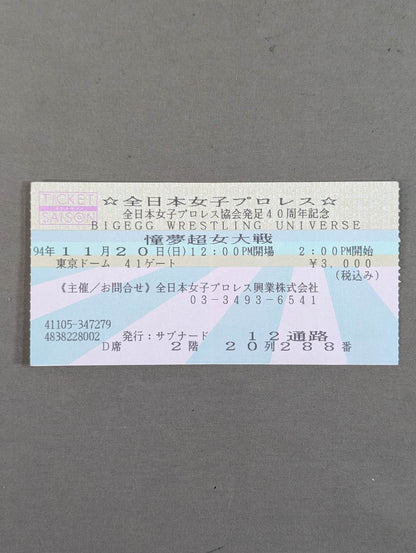 TICKET
SAISON
☆全日本女子プロレス☆
全日本女子プロレス協会発足40周年記念
BIGEGG WRESTLING UNIVERSE
憧夢超女大戦
94年11月20日(日)12:00PM開場 2:00PM開始
東京ドーム 41ゲート ¥3,000
(税込み)
《主催/お問合せ》全日本女子プロレス興業株式会社
03-3493-6541
41105-347279
4838228002 発行:サブナード 12通路
D席 2階 20列288番